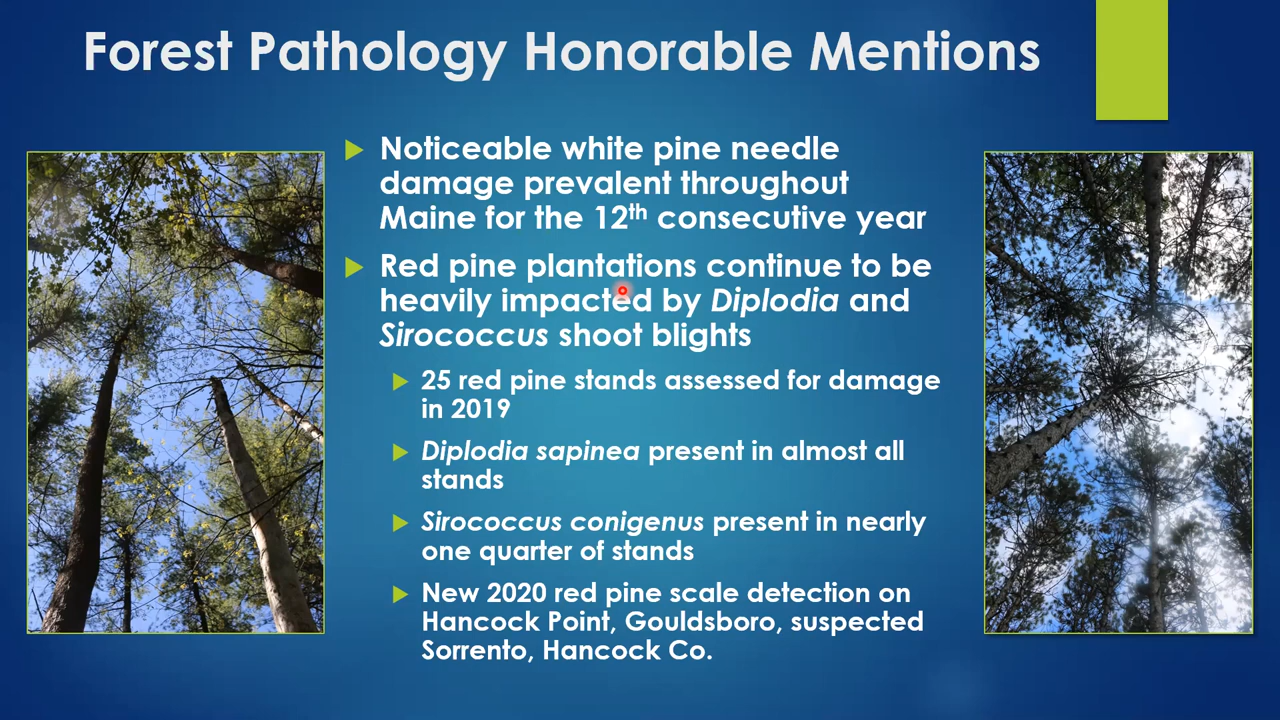 Forest Pathology Honorable Mentions
Noticeable white pine needle
damage prevalent throughout
Maine for the 12th consecutive year
Red pine plantations continue to be
heavily impacted by Diplodia and
Sirococcus shoot blights
25 red pine stands assessed for damage
in 2019
Diplodia sapinea present in almost all
stands
Sirococcus conigenus present in nearly
one quarter of stands
New 2020 red pine scale detection on
Hancock Point, Gouldsboro, suspected
Sorrento, Hancock Co.